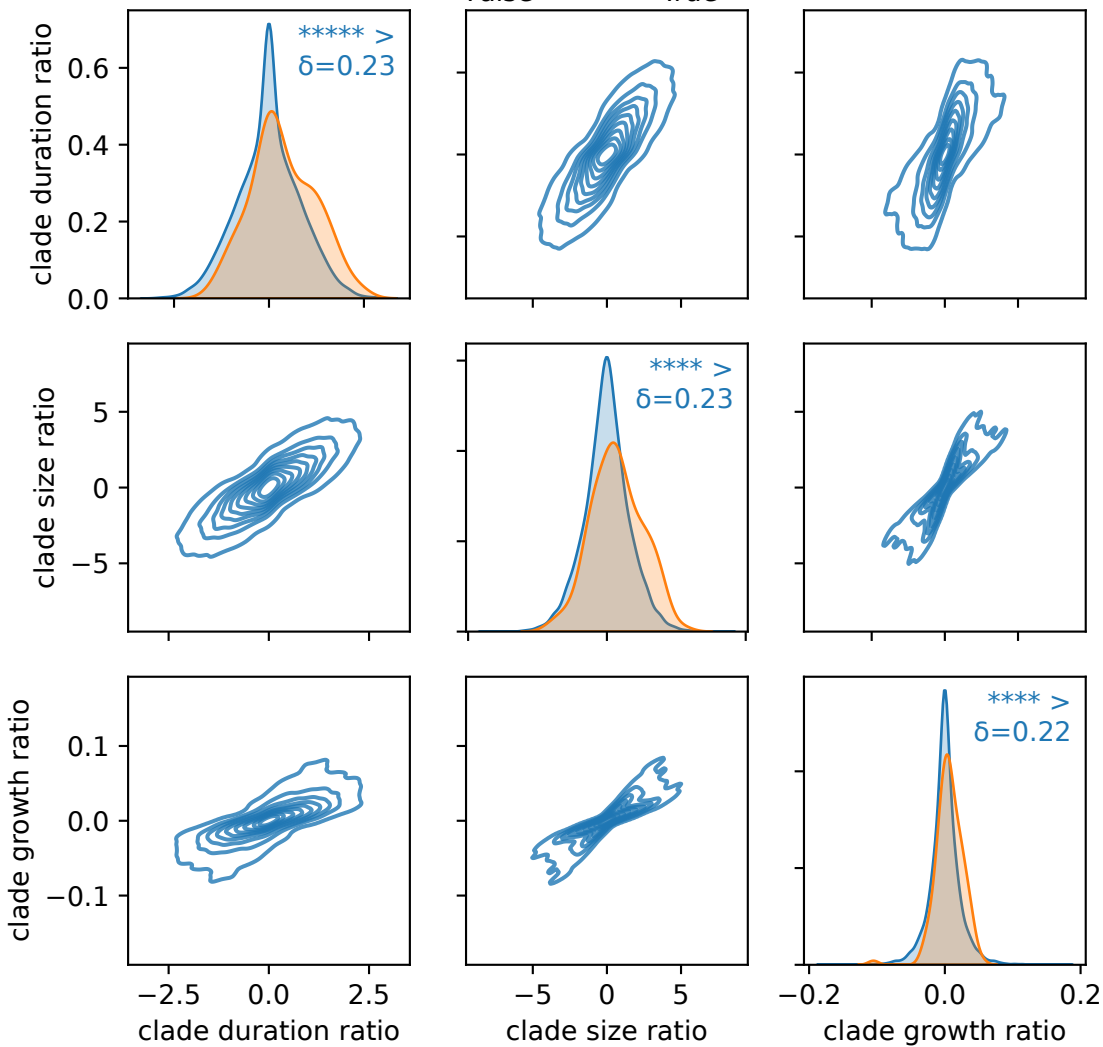 clade duration ratio
0.6
0.4
0.2
0.0
***** >
δ=0.23
clade size ratio
5
0
−5
**** >
δ=0.23
clade growth ratio
0.1
0.0
−0.1
**** >
δ=0.22
−2.5 0.0 2.5
−5 0 5
−0.2 0.0 0.2
clade duration ratio
clade size ratio
clade growth ratio